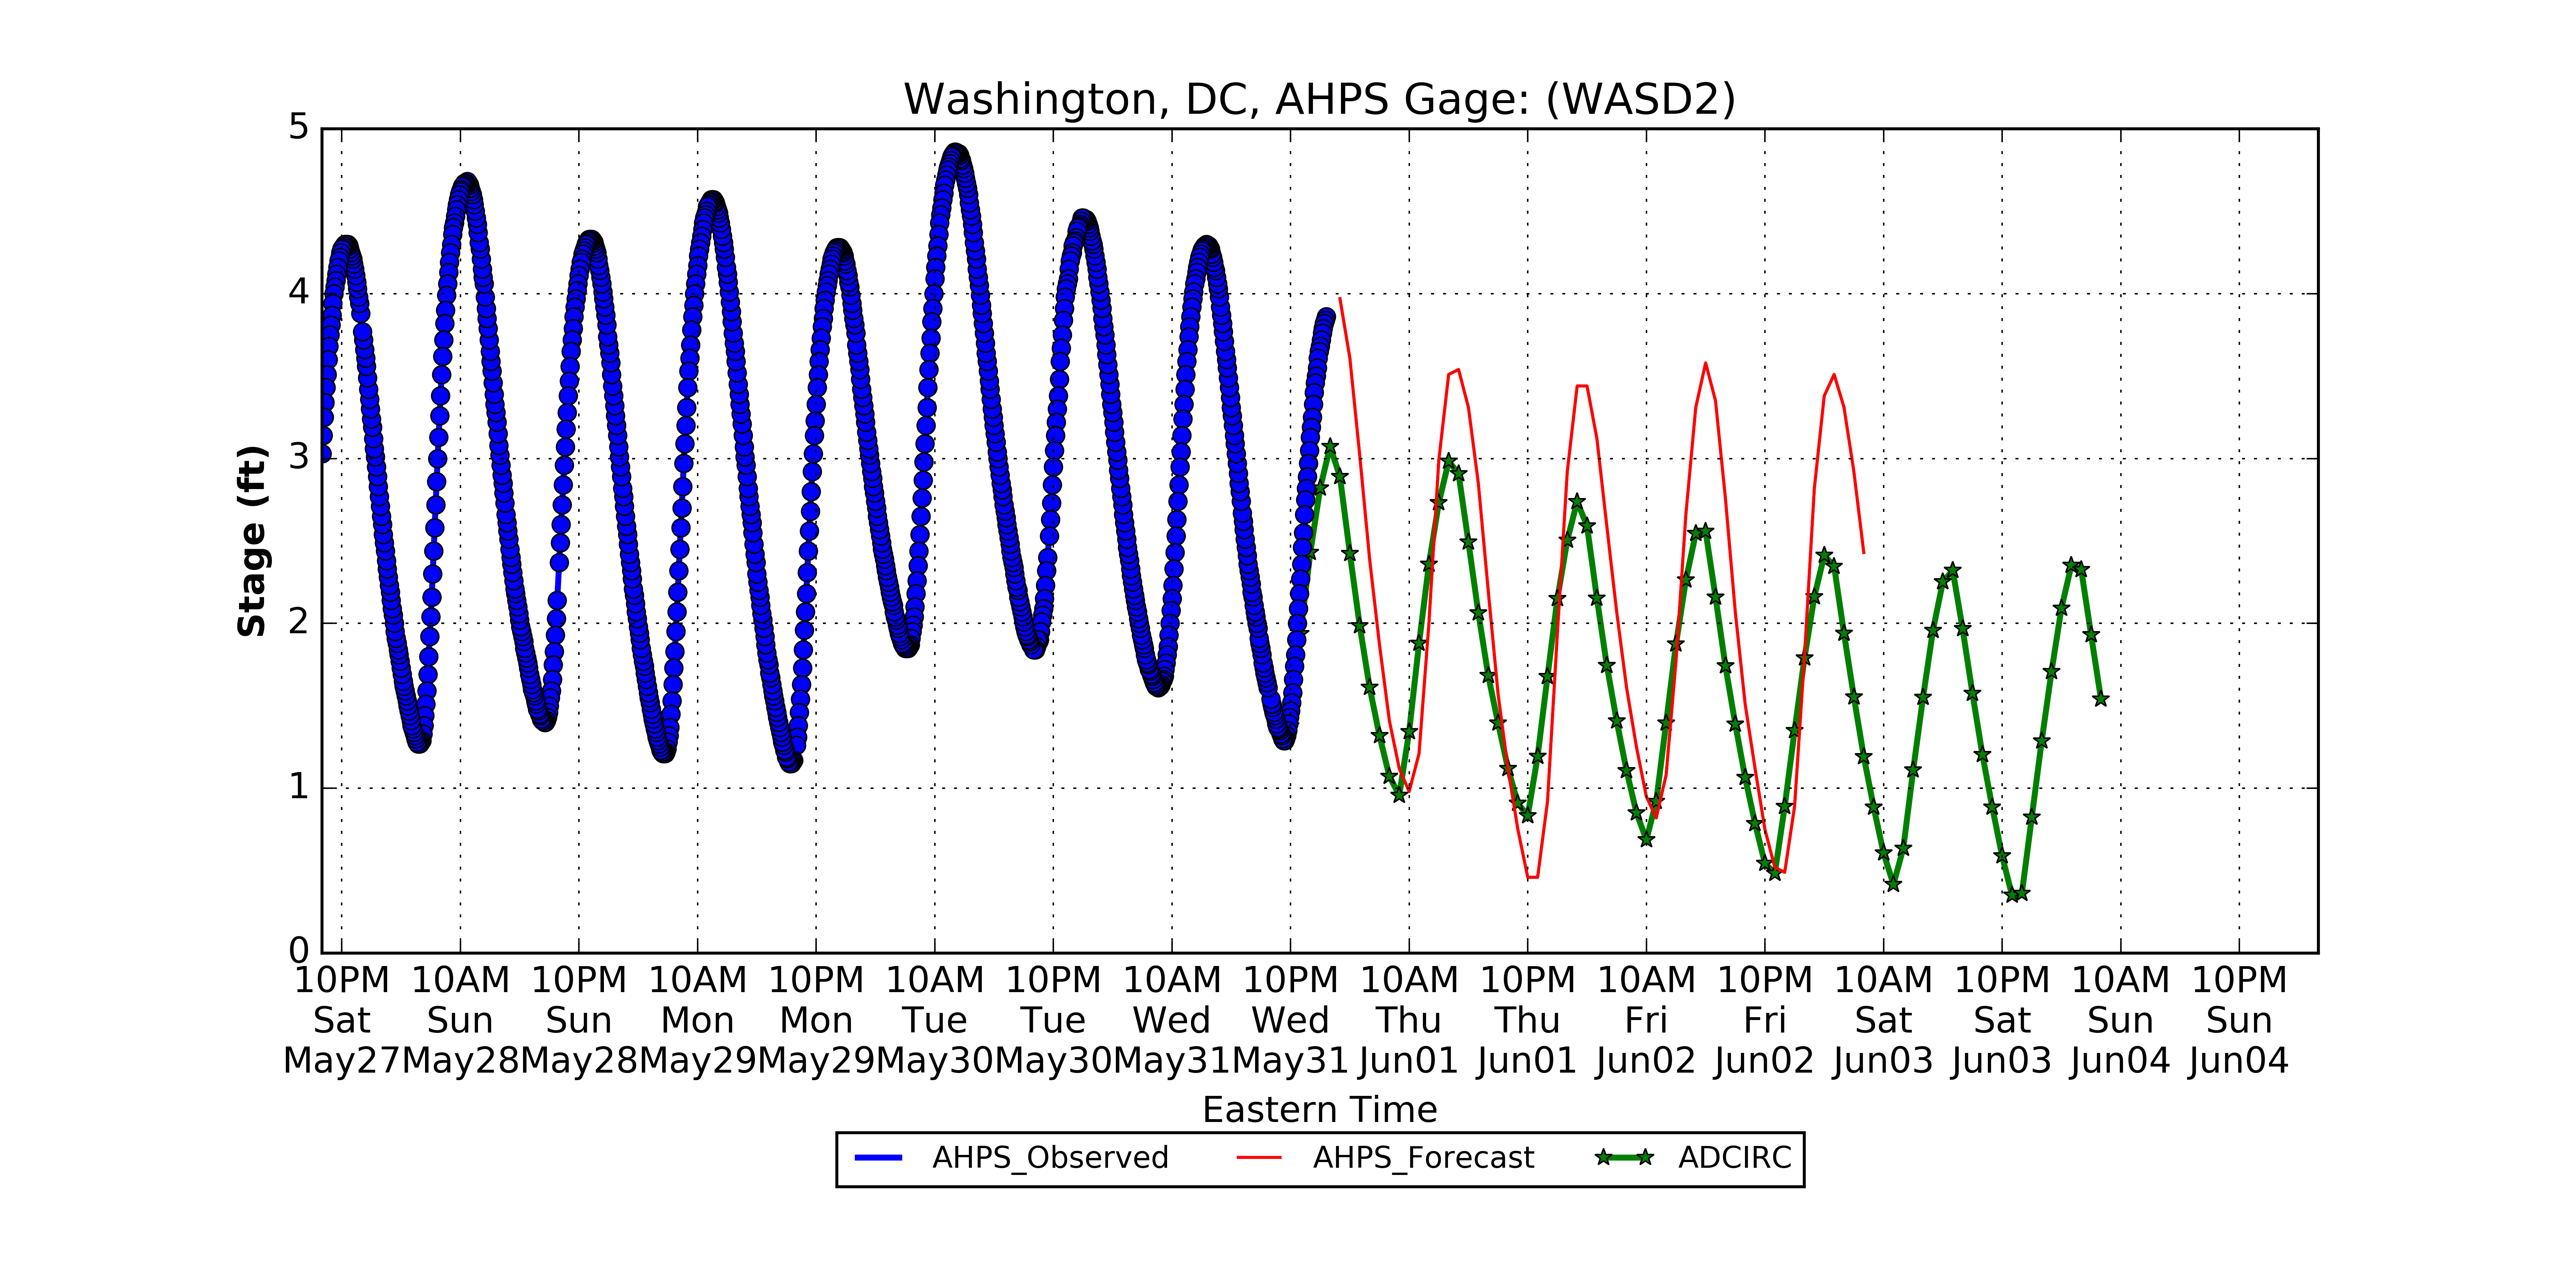 Washington, DC, AHPS Gage: (WASD2)
Stage (ft)
5
4
3
2
1
0
10PM 10AM 10PM 10AM 10PM 10AM 10PM 10AM 10PM 10AM 10PM 10AM 10PM 10AM 10PM 10AM 10PM
Sat Sun Sun Mon Mon Tue Tue Wed Wed Thu Thu Fri Fri Sat Sat Sun Sun
May27 May28 May28 May29 May29 May30 May30 May31 May31 Jun01 Jun01 Jun02 Jun02 Jun03 Jun03 Jun04 Jun04
Eastern Time
AHPS_Observed AHPS_Forecast ADCIRC